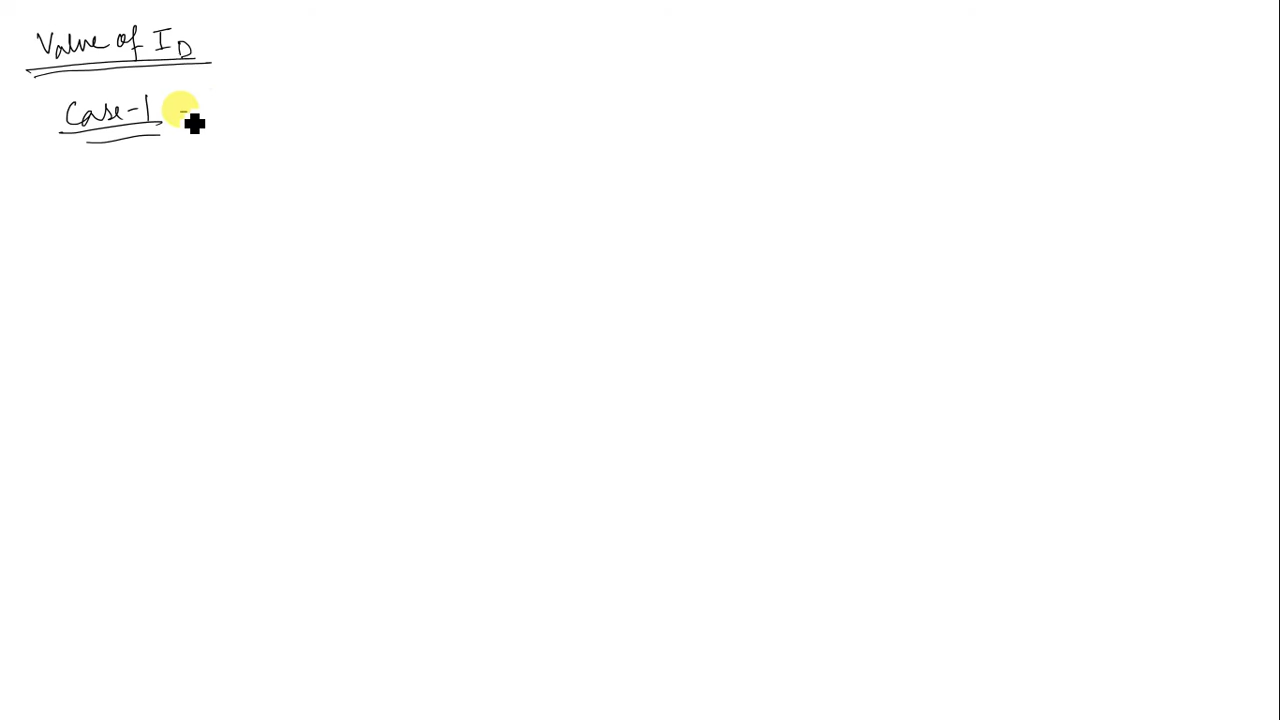 Value of I_D
Case-1 -